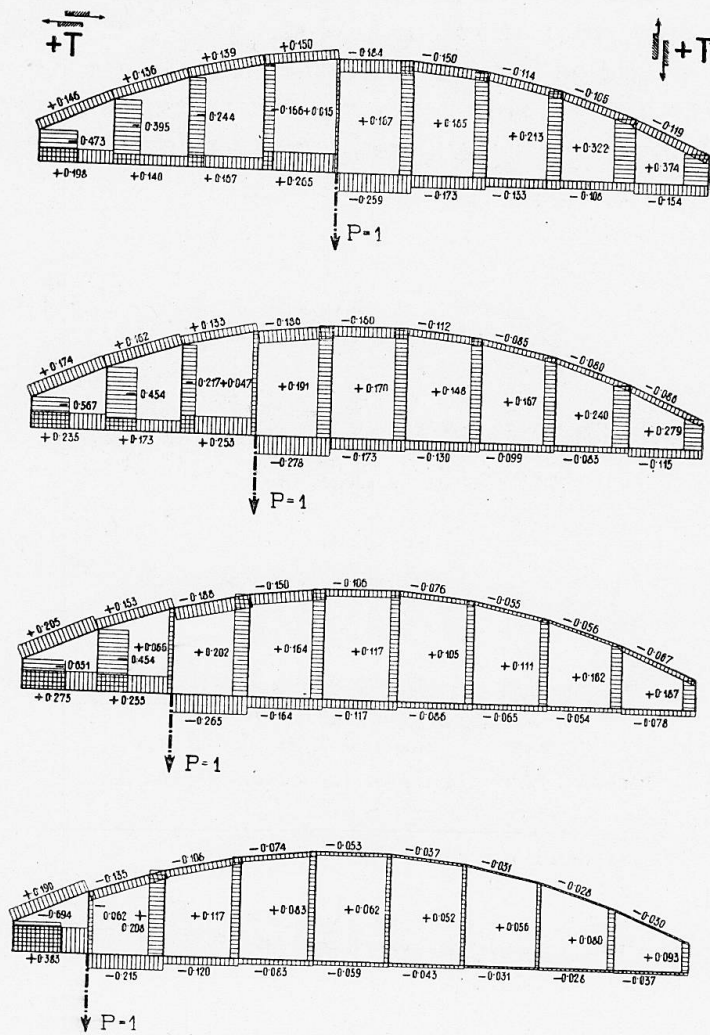 +T
+T
+0·146 +0·136 +0·139 +0·150 −0·184 −0·150 −0·114 −0·106 −0·119
−0·473 −0·395 −0·244 +0·015 +0·187 +0·185 +0·213 +0·322 +0·374
+0·198 +0·148 +0·187 +0·265 −0·259 −0·173 −0·133 −0·106 −0·154
P=1
+0·174 +0·162 +0·133 −0·186 −0·160 −0·112 −0·085 −0·080 −0·086
−0·567 −0·454 −0·217 +0·047 +0·191 +0·170 +0·148 +0·167 +0·240 +0·279
+0·235 +0·173 +0·253 −0·278 −0·173 −0·130 −0·099 −0·083 −0·115
P=1
+0·205 +0·153 −0·188 −0·150 −0·106 −0·076 −0·055 −0·056 −0·067
−0·651 +0·086 −0·454 +0·202 +0·164 +0·117 +0·105 +0·111 +0·162 +0·187
+0·275 +0·255 −0·265 −0·164 −0·117 −0·086 −0·065 −0·054 −0·078
P=1
+0·190 −0·135 −0·106 −0·074 −0·053 −0·037 −0·031 −0·028 −0·030
−0·694 −0·062 +0·208 +0·117 +0·083 +0·062 +0·052 +0·056 +0·080 +0·093
+0·383 −0·215 −0·120 −0·085 −0·059 −0·043 −0·031 −0·026 −0·037
P=1